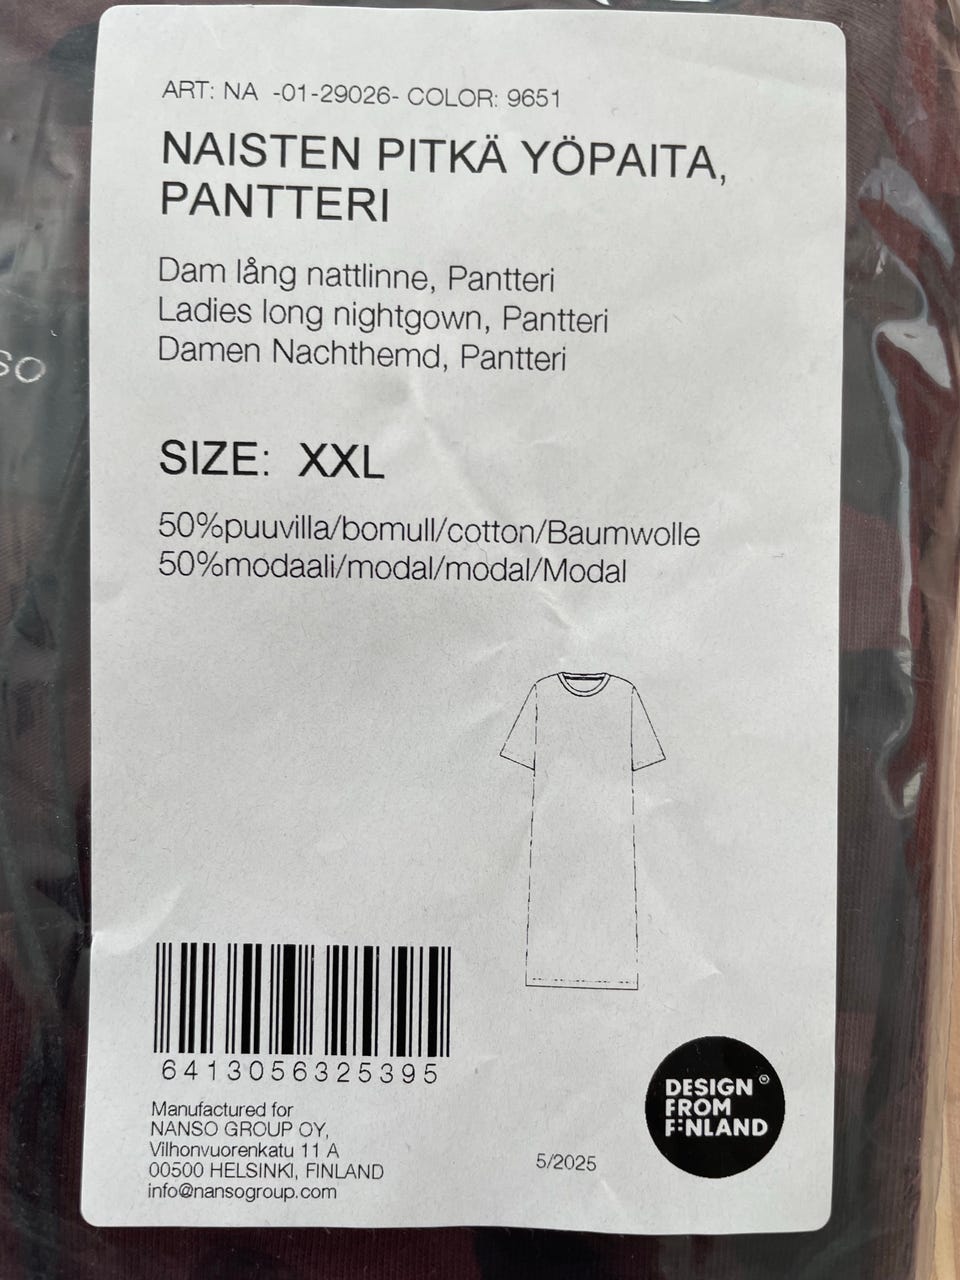 ART: NA -01-29026- COLOR: 9651
NAISTEN PITKÄ YÖPAITA,
PANTTERI
Dam lång nattlinne, Pantteri
Ladies long nightgown, Pantteri
Damen Nachthemd, Pantteri
SIZE: XXL
50%puuvilla/bomull/cotton/Baumwolle
50%modaali/modal/modal/Modal
6413056325395
Manufactured for
NANSO GROUP OY,
Vilhonvuorenkatu 11 A
00500 HELSINKI, FINLAND
info@nansogroup.com
5/2025
DESIGN ®
FROM
FINLAND